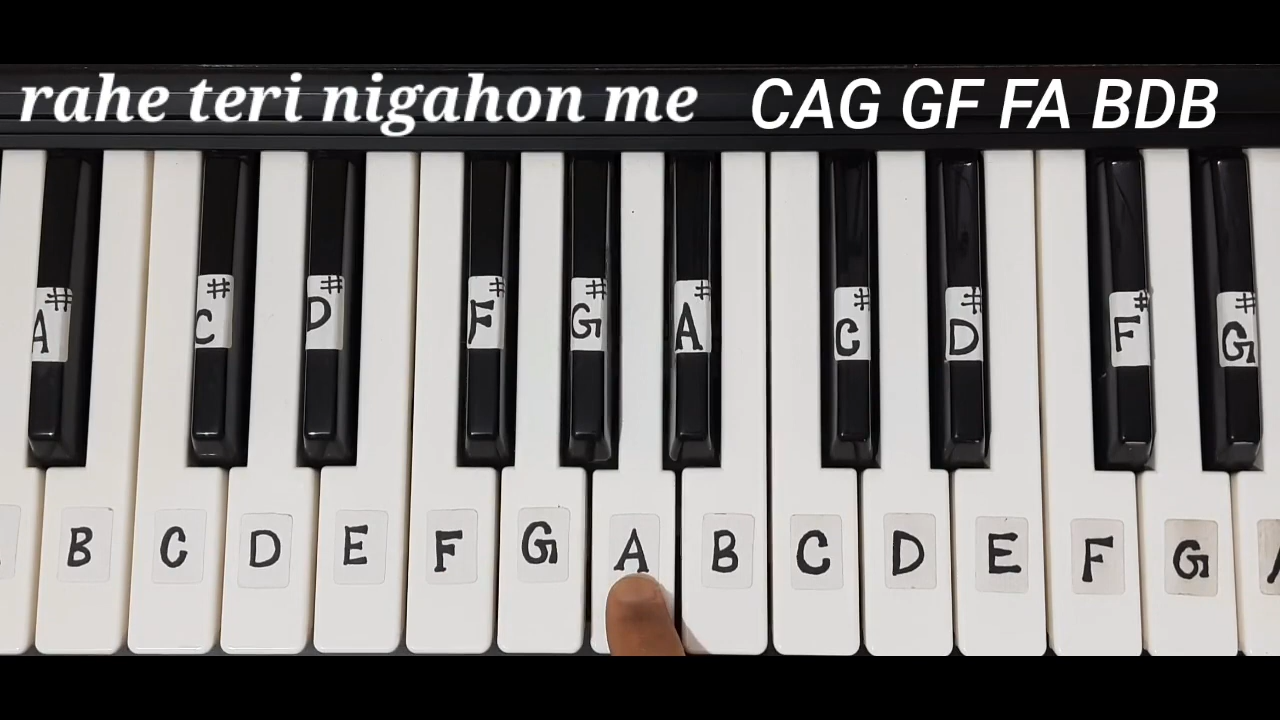 rahe teri nigahon me CAG GF FA BDB
A# C# D# F# G# A# C# D# F# G#
B C D E F G A B C D E F G